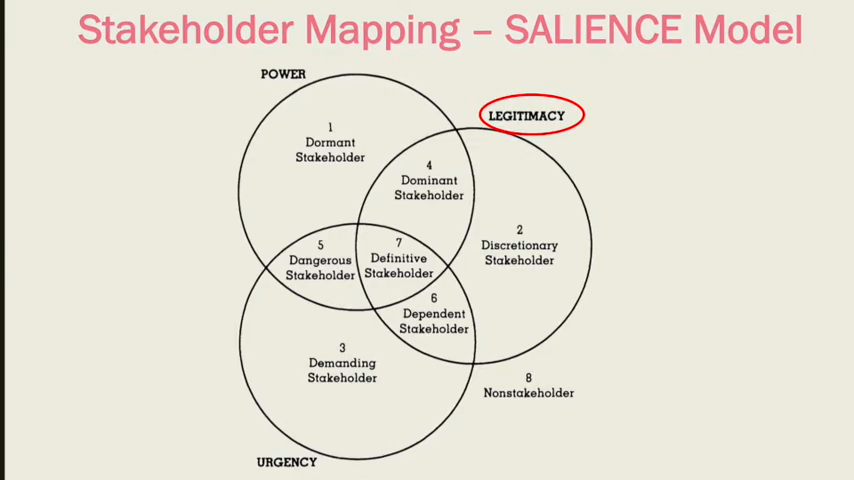 Stakeholder Mapping – SALIENCE Model
POWER
LEGITIMACY
1
Dormant
Stakeholder
4
Dominant
Stakeholder
2
Discretionary
Stakeholder
5
Dangerous
Stakeholder
7
Definitive
Stakeholder
6
Dependent
Stakeholder
3
Demanding
Stakeholder
8
Nonstakeholder
URGENCY